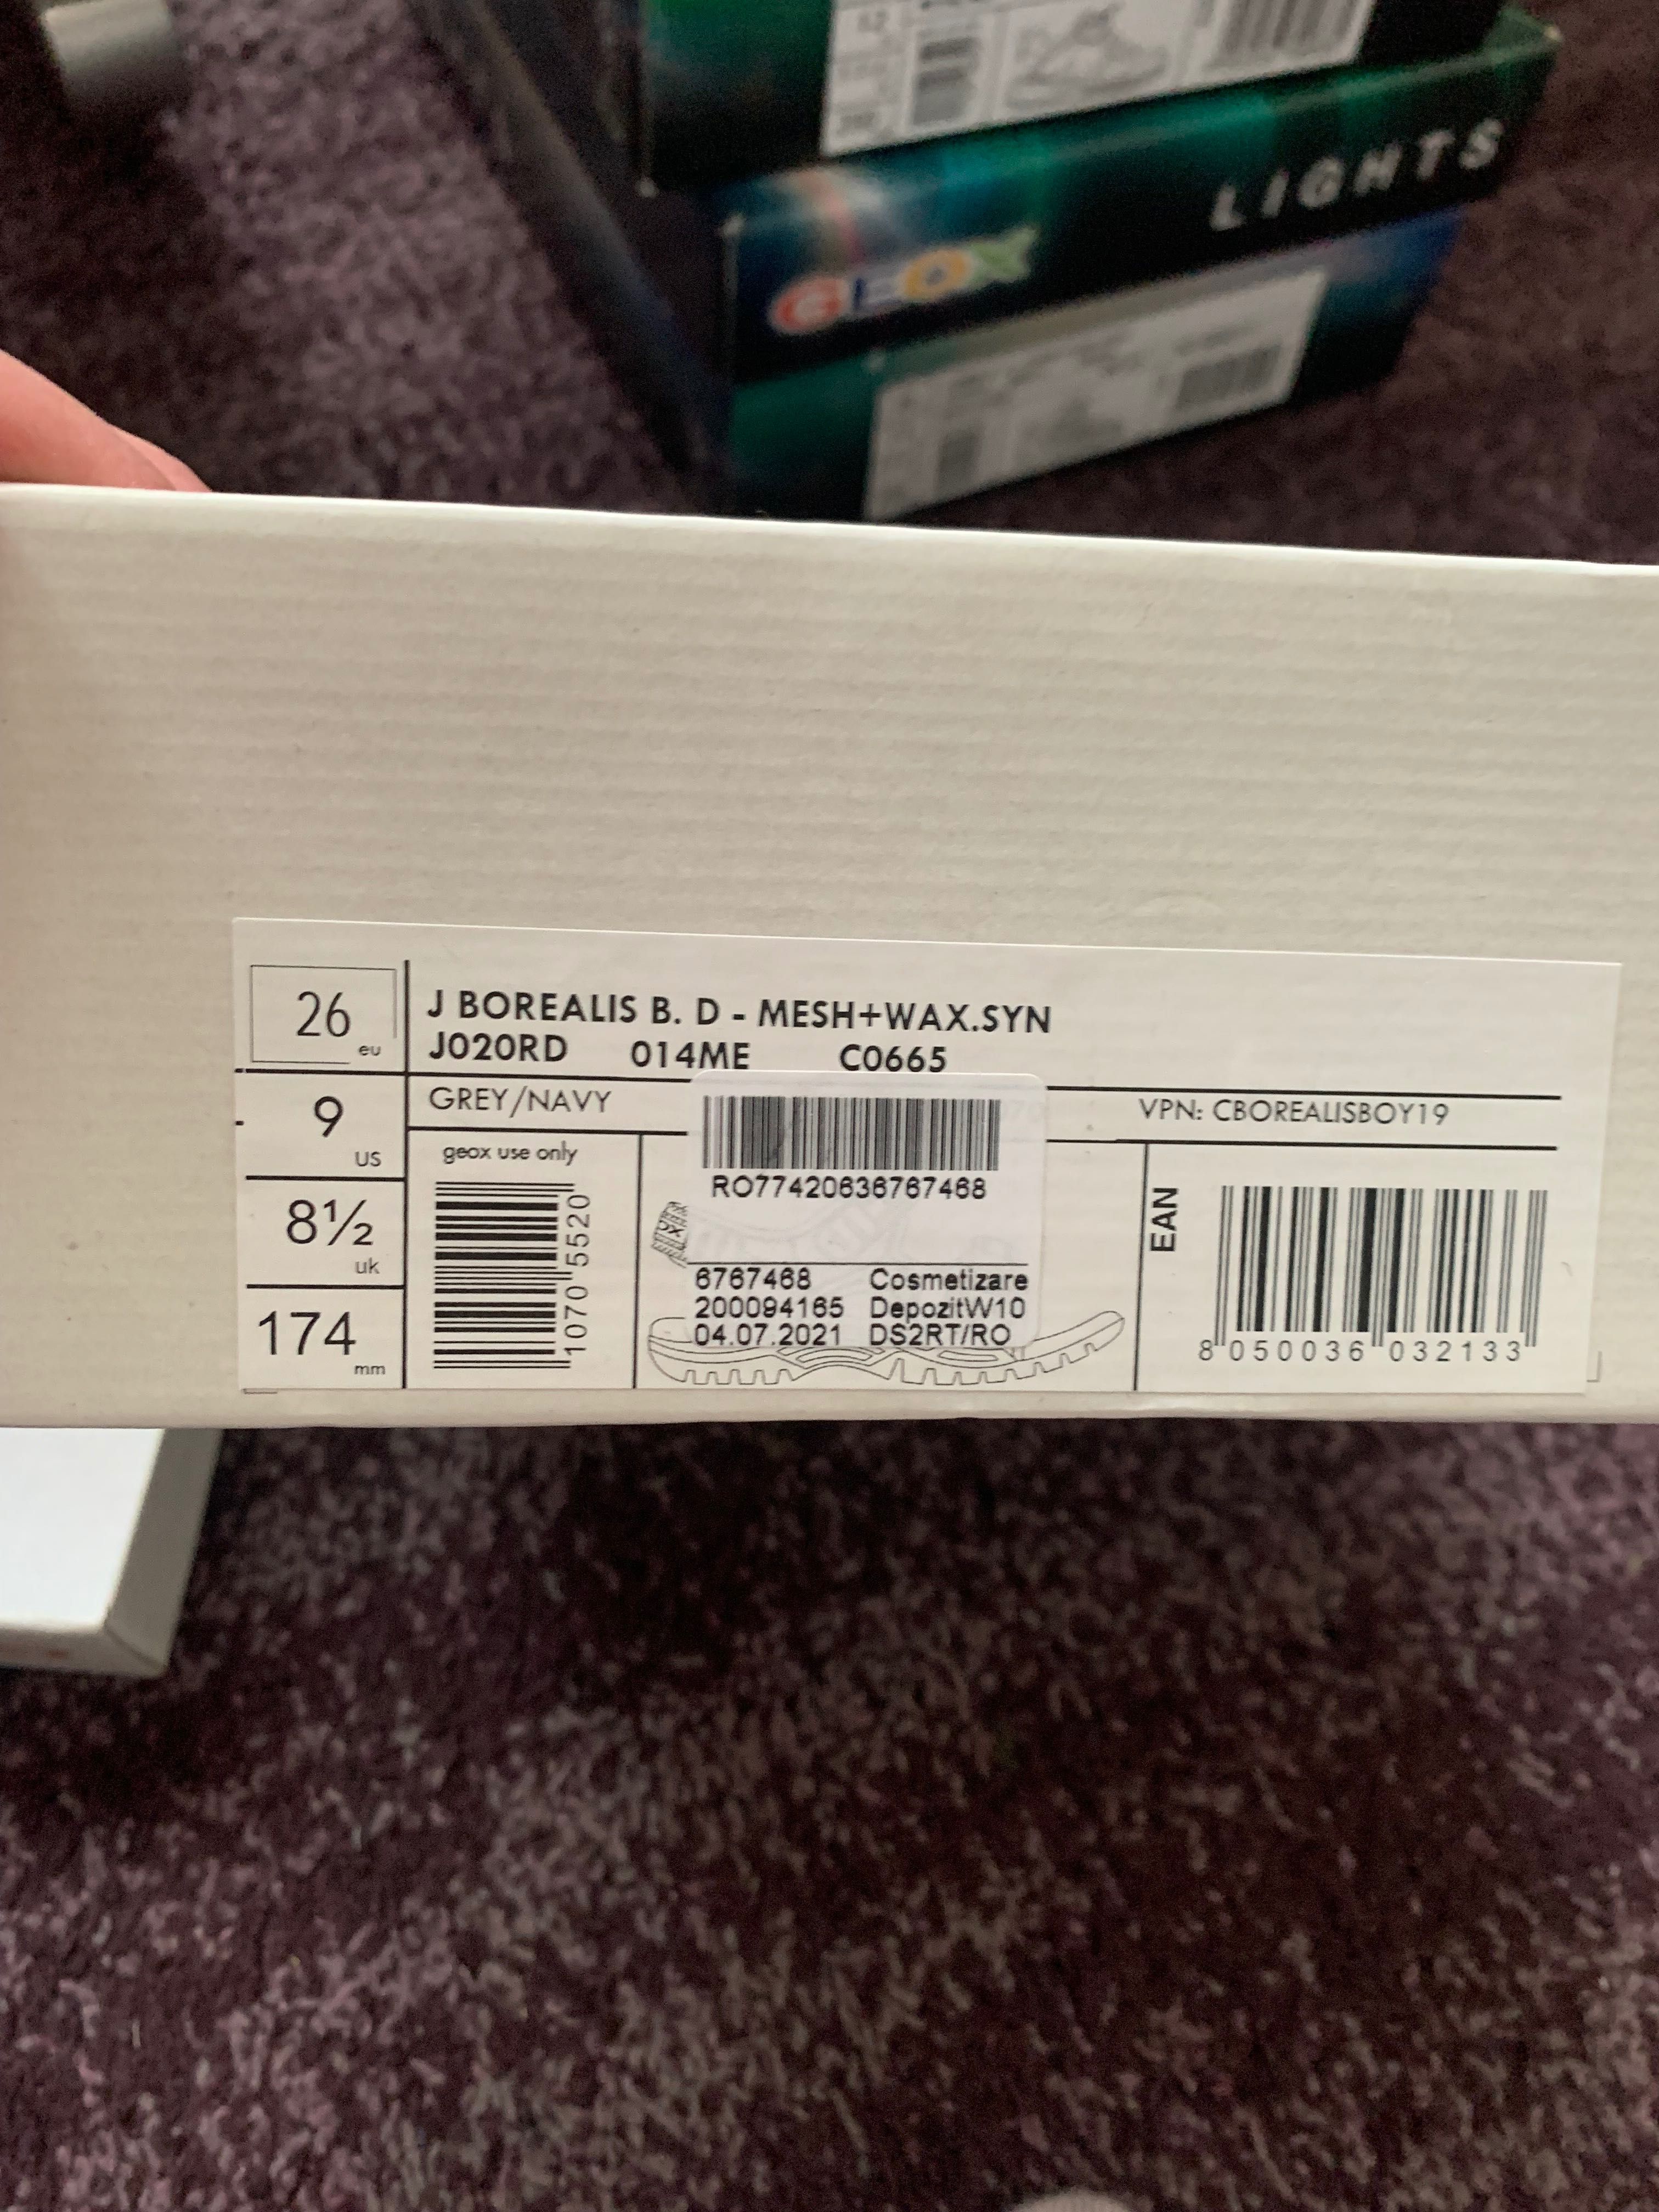 LIGHTS
GEOX
26 eu
J BOREALIS B. D - MESH+WAX.SYN
J020RD 014ME C0665
9 US
GREY/NAVY
VPN: CBOREALISBOY19
geox use only
8½ uk
174 mm
1070 5520
RO77420636767468
6767468 Cosmetizare
200094165 DepozitW10
04.07.2021 DS2RT/RO
EAN
8 050036 032133